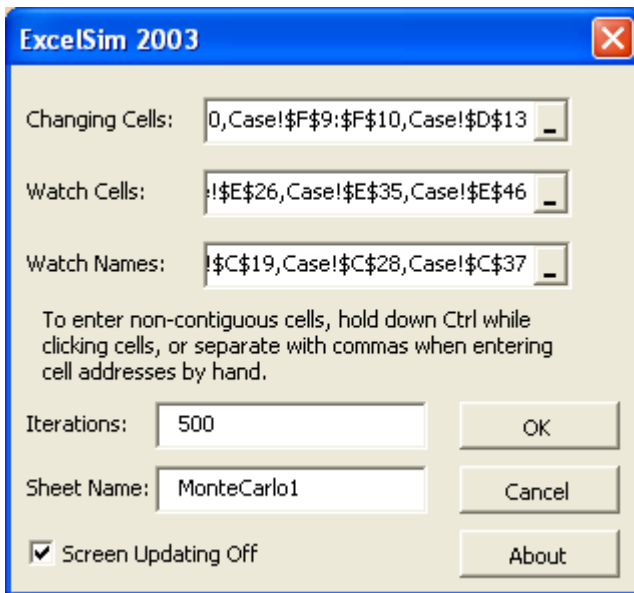 ExcelSim 2003
Changing Cells: 0,Case!$F$9:$F$10,Case!$D$13 _
Watch Cells: !$E$26,Case!$E$35,Case!$E$46 _
Watch Names: !$C$19,Case!$C$28,Case!$C$37 _
To enter non-contiguous cells, hold down Ctrl while
clicking cells, or separate with commas when entering
cell addresses by hand.
Iterations: 500 OK
Sheet Name: MonteCarlo1 Cancel
Screen Updating Off About